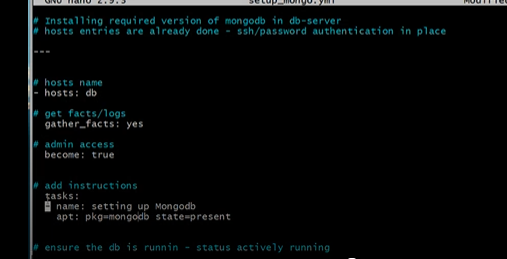 GNU nano 2.9.3 setup_mongo.yml Modified
# Installing required version of mongodb in db-server
# hosts entries are already done - ssh/password authentication in place
---
# hosts name
- hosts: db
# get facts/logs
gather_facts: yes
# admin access
become: true
# add instructions
tasks:
- name: setting up Mongodb
apt: pkg=mongodb state=present
# ensure the db is runnin - status actively running